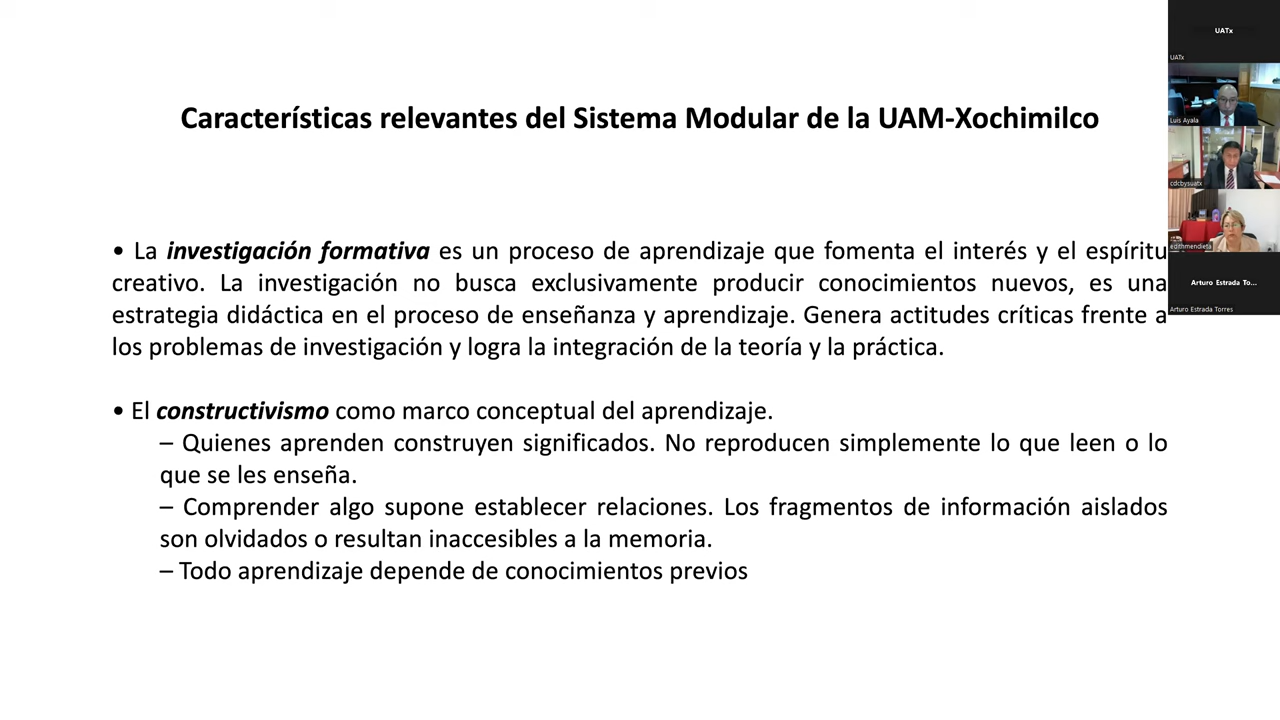 Características relevantes del Sistema Modular de la UAM-Xochimilco
• La investigación formativa es un proceso de aprendizaje que fomenta el interés y el espíritu
creativo. La investigación no busca exclusivamente producir conocimientos nuevos, es una
estrategia didáctica en el proceso de enseñanza y aprendizaje. Genera actitudes críticas frente a
los problemas de investigación y logra la integración de la teoría y la práctica.
• El constructivismo como marco conceptual del aprendizaje.
– Quienes aprenden construyen significados. No reproducen simplemente lo que leen o lo
que se les enseña.
– Comprender algo supone establecer relaciones. Los fragmentos de información aislados
son olvidados o resultan inaccesibles a la memoria.
– Todo aprendizaje depende de conocimientos previos
UATx
UATx
Luis Ayala
cdcbysuatx
edithmendieta
Arturo Estrada To...
Arturo Estrada Torres